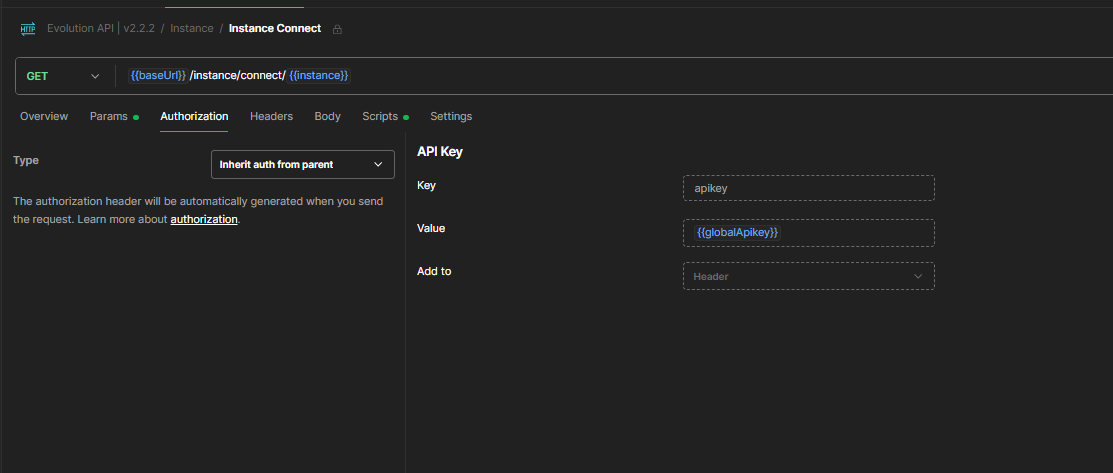 HTTP Evolution API | v2.2.2 / Instance / Instance Connect
GET {{baseUrl}} /instance/connect/ {{instance}}
Overview Params Authorization Headers Body Scripts Settings
Type Inherit auth from parent
The authorization header will be automatically generated when you send
the request. Learn more about authorization.
API Key
Key apikey
Value {{globalApikey}}
Add to Header